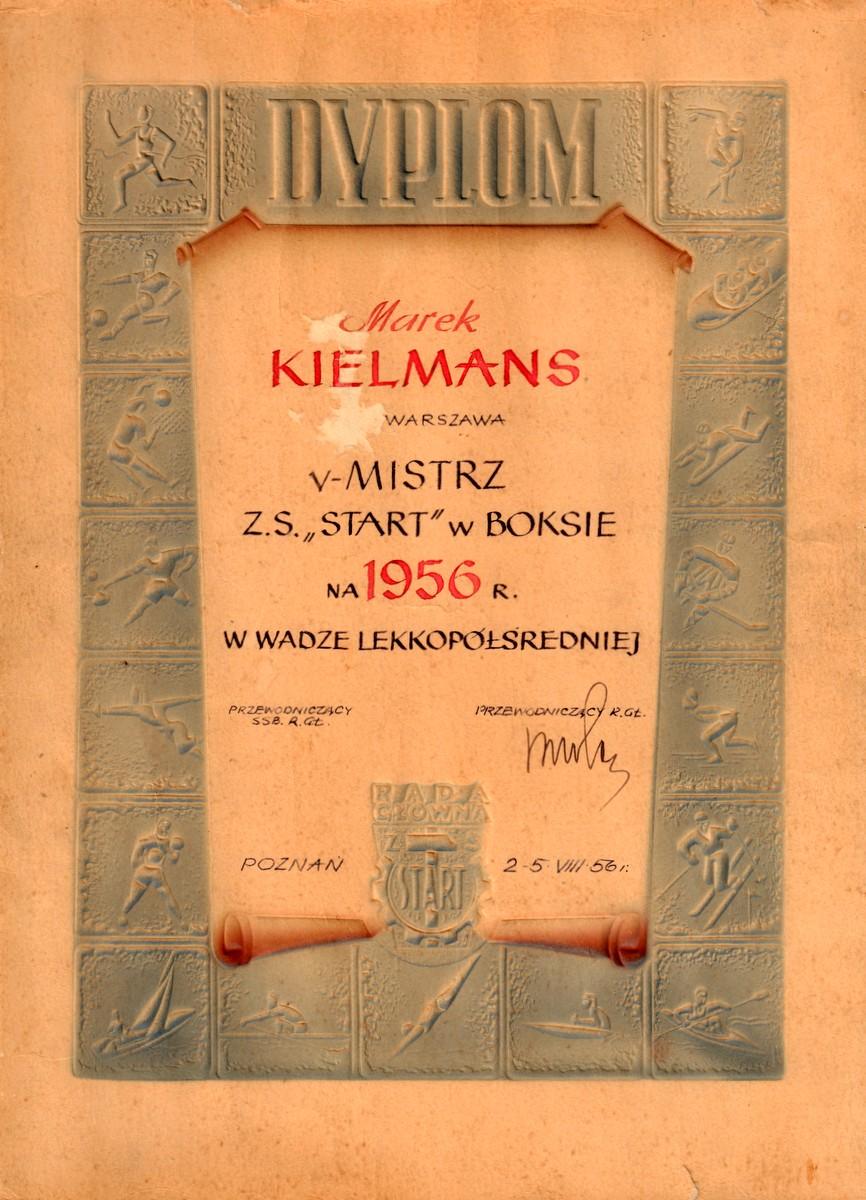 DYPLOM
Marek
KIELMANS
WARSZAWA
V-MISTRZ
Z.S. „START” w BOKSIE
NA 1956 R.
W WADZE LEKKOPÓŁŚREDNIEJ
PRZEWODNICZĄCY
SSB. R. GŁ.
PRZEWODNICZĄCY R. GŁ.
RADA
GŁÓWNA
Z S
START
POZNAŃ
2-5 VIII 56 r.